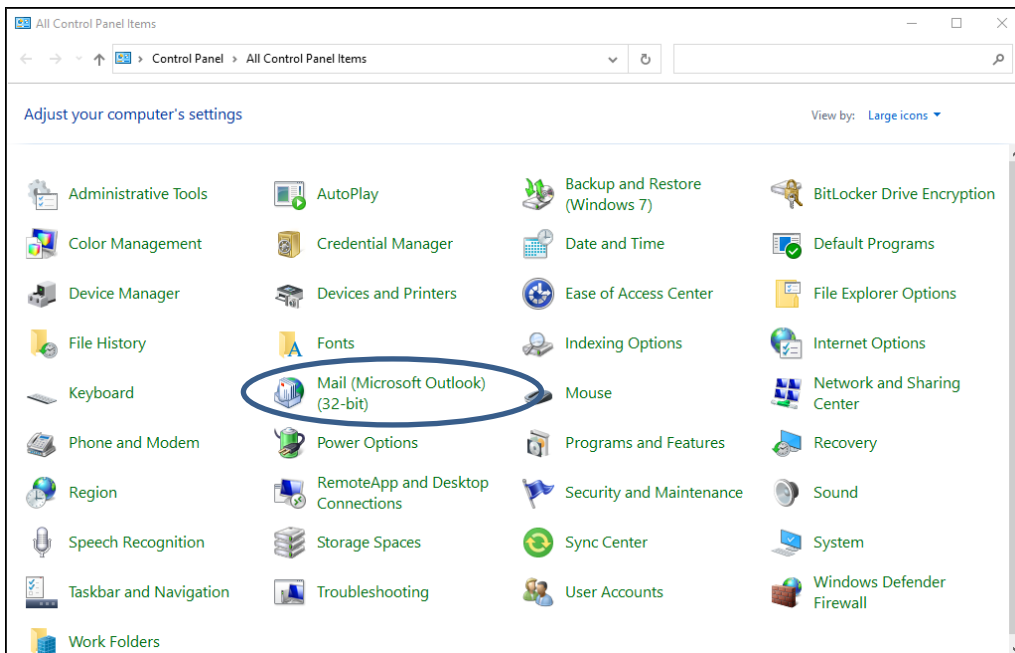 All Control Panel Items
Control Panel > All Control Panel Items
Adjust your computer's settings
View by: Large icons
Administrative Tools
AutoPlay
Backup and Restore
(Windows 7)
BitLocker Drive Encryption
Color Management
Credential Manager
Date and Time
Default Programs
Device Manager
Devices and Printers
Ease of Access Center
File Explorer Options
File History
Fonts
Indexing Options
Internet Options
Keyboard
Mail (Microsoft Outlook)
(32-bit)
Mouse
Network and Sharing
Center
Phone and Modem
Power Options
Programs and Features
Recovery
Region
RemoteApp and Desktop
Connections
Security and Maintenance
Sound
Speech Recognition
Storage Spaces
Sync Center
System
Taskbar and Navigation
Troubleshooting
User Accounts
Windows Defender
Firewall
Work Folders